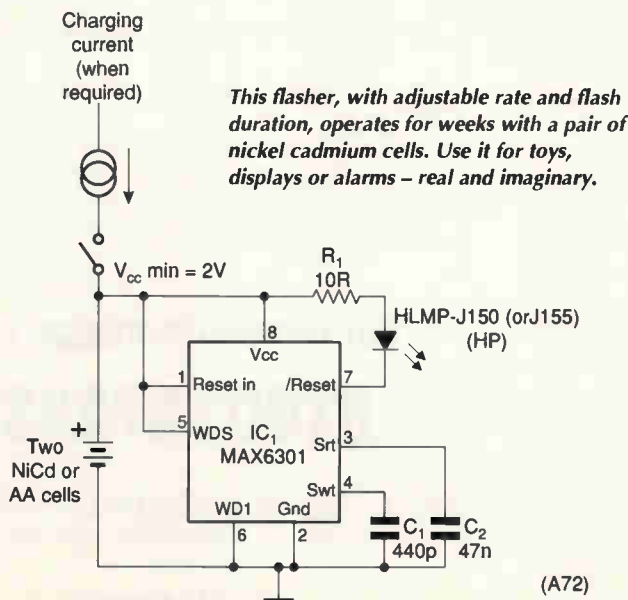 Charging
current
(when
required)
This flasher, with adjustable rate and flash
duration, operates for weeks with a pair of
nickel cadmium cells. Use it for toys,
displays or alarms – real and imaginary.
Vcc min = 2V
R1
10R
HLMP-J150 (orJ155)
(HP)
8
Vcc
1
Reset in
/Reset
7
5
WDS
IC1
MAX6301
Srt
3
Swt
4
+
Two
NiCd or
AA cells
WD1
Gnd
6
2
C1
440p
C2
47n
(A72)